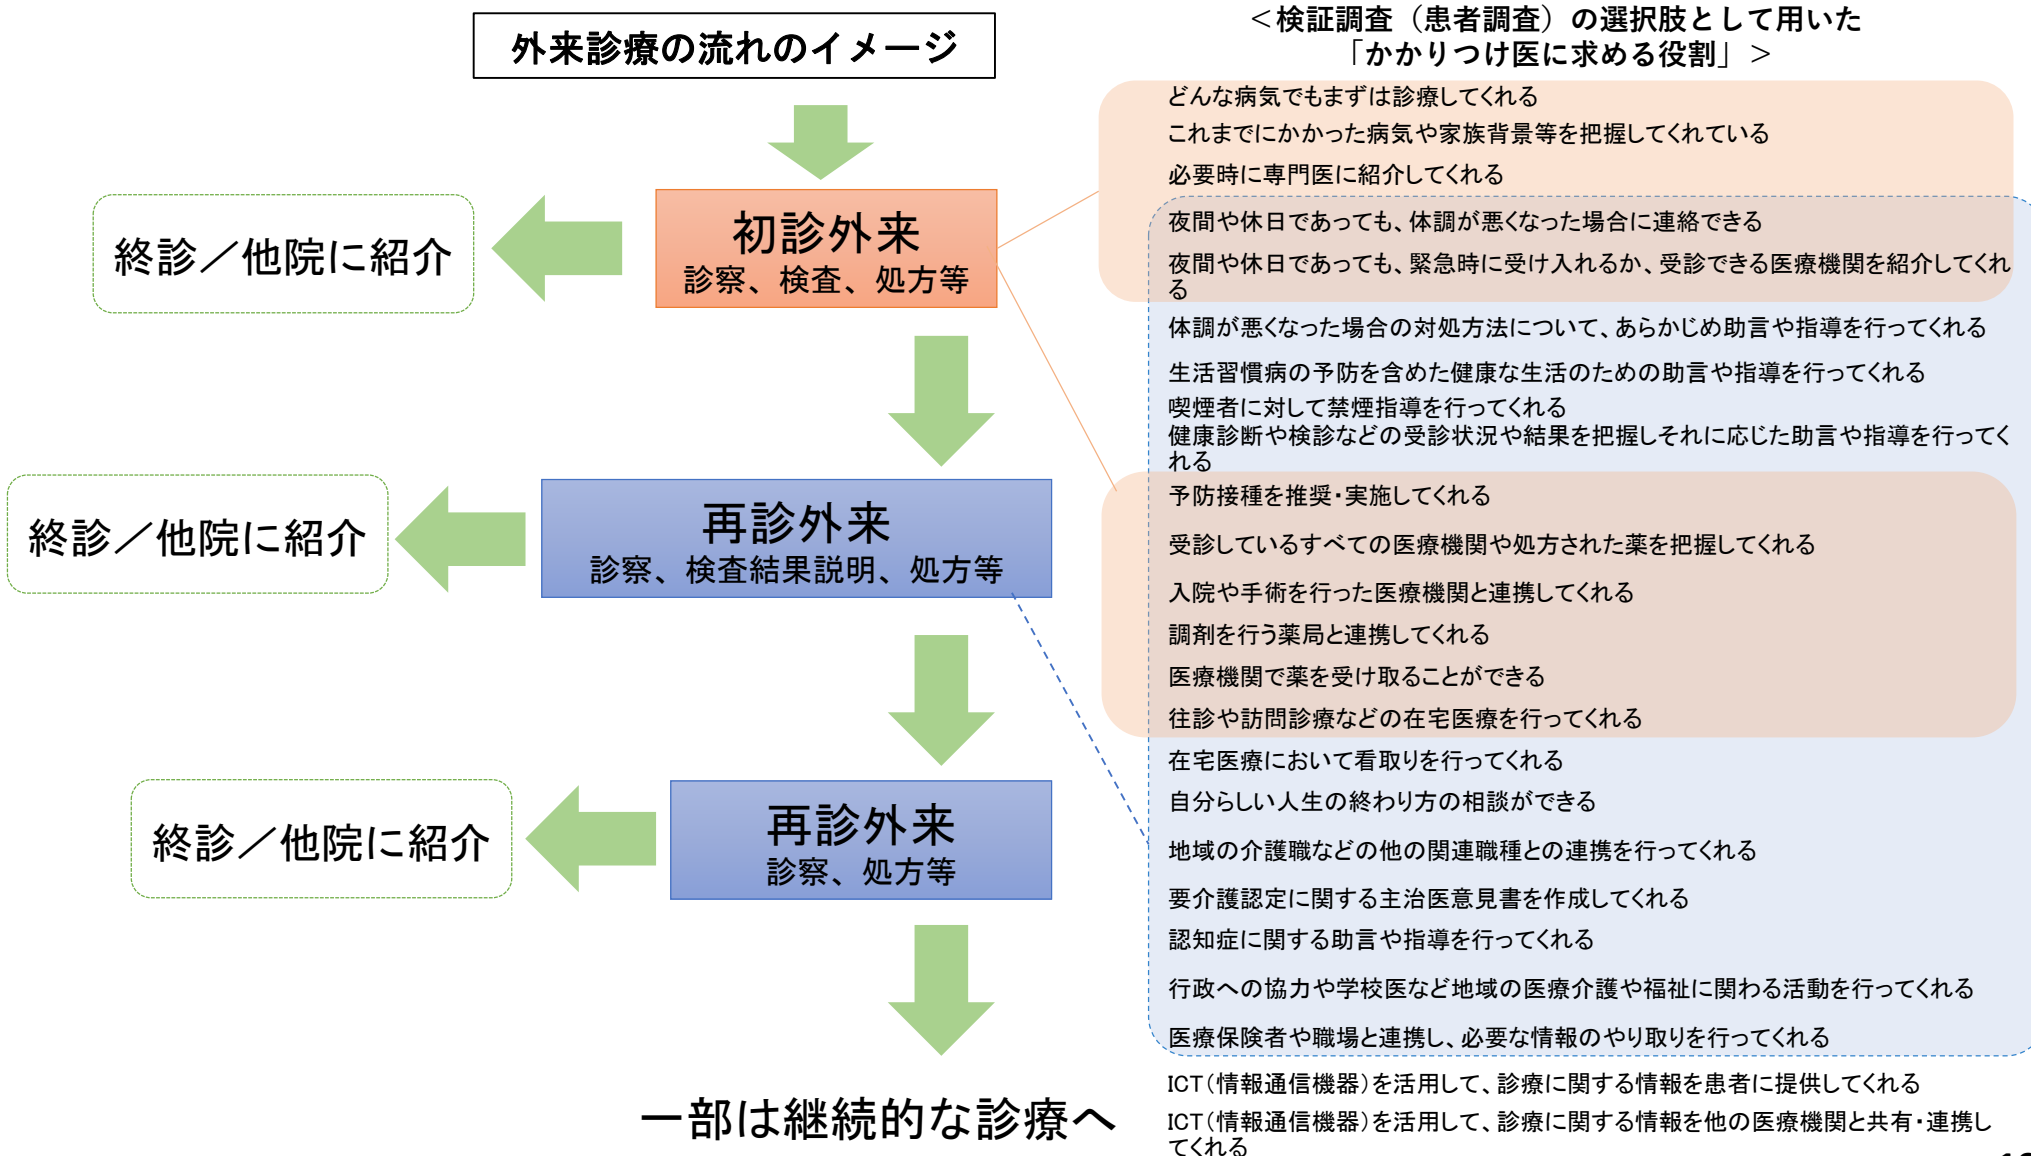 外来診療の流れのイメージ
終診／他院に紹介
初診外来
診察、検査、処方等
終診／他院に紹介
再診外来
診察、検査結果説明、処方等
終診／他院に紹介
再診外来
診察、処方等
一部は継続的な診療へ
＜検証調査（患者調査）の選択肢として用いた
「かかりつけ医に求める役割」＞
どんな病気でもまずは診療してくれる
これまでにかかった病気や家族背景等を把握してくれている
必要時に専門医に紹介してくれる
夜間や休日であっても、体調が悪くなった場合に連絡できる
夜間や休日であっても、緊急時に受け入れるか、受診できる医療機関を紹介してくれ
る
体調が悪くなった場合の対処方法について、あらかじめ助言や指導を行ってくれる
生活習慣病の予防を含めた健康な生活のための助言や指導を行ってくれる
喫煙者に対して禁煙指導を行ってくれる
健康診断や検診などの受診状況や結果を把握しそれに応じた助言や指導を行ってく
れる
予防接種を推奨・実施してくれる
受診しているすべての医療機関や処方された薬を把握してくれる
入院や手術を行った医療機関と連携してくれる
調剤を行う薬局と連携してくれる
医療機関で薬を受け取ることができる
往診や訪問診療などの在宅医療を行ってくれる
在宅医療において看取りを行ってくれる
自分らしい人生の終わり方の相談ができる
地域の介護職などの他の関連職種との連携を行ってくれる
要介護認定に関する主治医意見書を作成してくれる
認知症に関する助言や指導を行ってくれる
行政への協力や学校医など地域の医療介護や福祉に関わる活動を行ってくれる
医療保険者や職場と連携し、必要な情報のやり取りを行ってくれる
ICT（情報通信機器）を活用して、診療に関する情報を患者に提供してくれる
ICT（情報通信機器）を活用して、診療に関する情報を他の医療機関と共有・連携し
てくれる